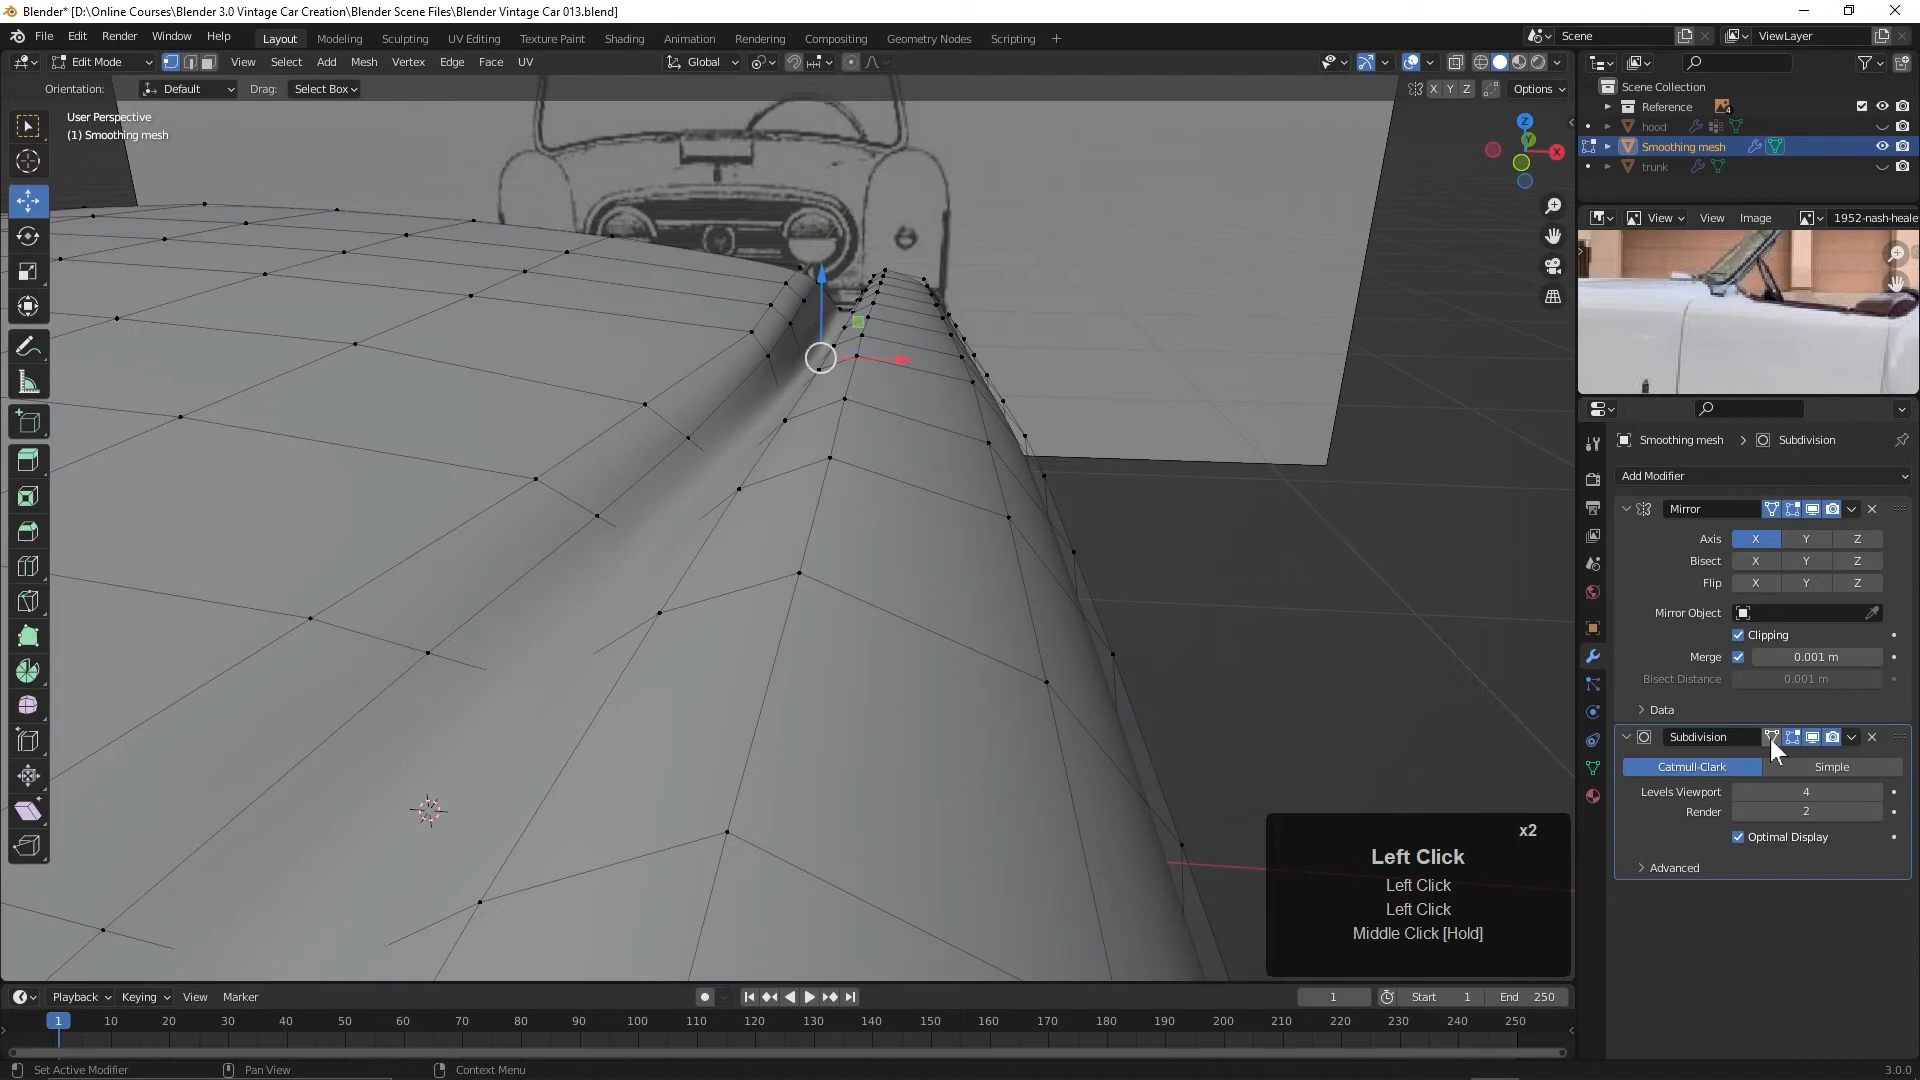 Blender* [D:\Online Courses\Blender 3.0 Vintage Car Creation\Blender Scene Files\Blender Vintage Car 013.blend]
File Edit Render Window Help Layout Modeling Sculpting UV Editing Texture Paint Shading Animation Rendering Compositing Geometry Nodes Scripting + Scene ViewLayer
Edit Mode View Select Add Mesh Vertex Edge Face UV Global
Orientation: Default Drag: Select Box X Y Z Options
User Perspective
(1) Smoothing mesh
Z
Y
X
Scene Collection
Reference 4
hood
Smoothing mesh
trunk
View View Image 1952-nash-heale
Smoothing mesh > Subdivision
Add Modifier
Mirror
Axis X Y Z
Bisect X Y Z
Flip X Y Z
Mirror Object
Clipping
Merge 0.001 m
Bisect Distance 0.001 m
Data
Subdivision
Catmull-Clark Simple
Levels Viewport 4
Render 2
Optimal Display
Advanced
x2
Left Click
Left Click
Left Click
Middle Click [Hold]
Playback Keying View Marker 1 Start 1 End 250
1 10 20 30 40 50 60 70 80 90 100 110 120 130 140 150 160 170 180 190 200 210 220 230 240 250
Set Active Modifier Pan View Context Menu 3.0.0